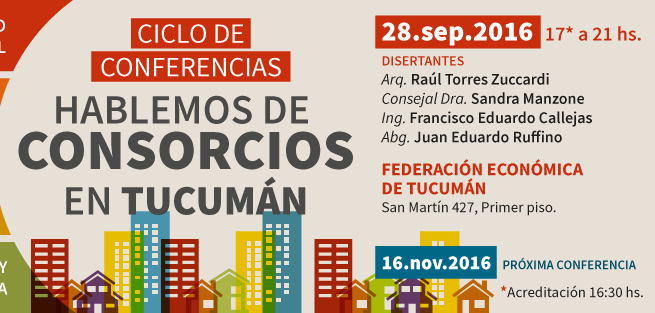 CICLO DE
CONFERENCIAS
HABLEMOS DE
CONSORCIOS
EN TUCUMÁN
28.sep.2016 17* a 21 hs.
DISERTANTES
Arq. Raúl Torres Zuccardi
Consejal Dra. Sandra Manzone
Ing. Francisco Eduardo Callejas
Abg. Juan Eduardo Ruffino
FEDERACIÓN ECONÓMICA
DE TUCUMÁN
San Martín 427, Primer piso.
16.nov.2016 PRÓXIMA CONFERENCIA
*Acreditación 16:30 hs.